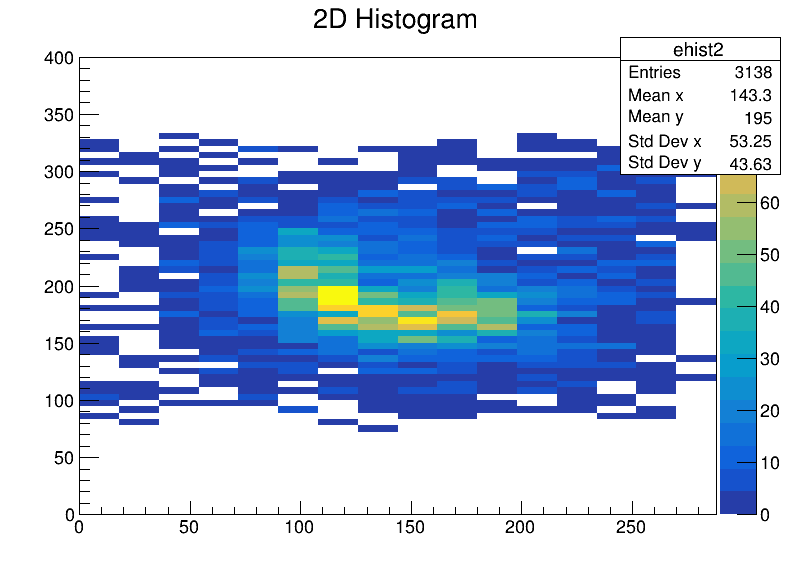 2D Histogram
ehist2
Entries 3138
Mean x 143.3
Mean y 195
Std Dev x 53.25
Std Dev y 43.63
400
350
300
250
200
150
100
50
0
0 50 100 150 200 250
60
50
40
30
20
10
0